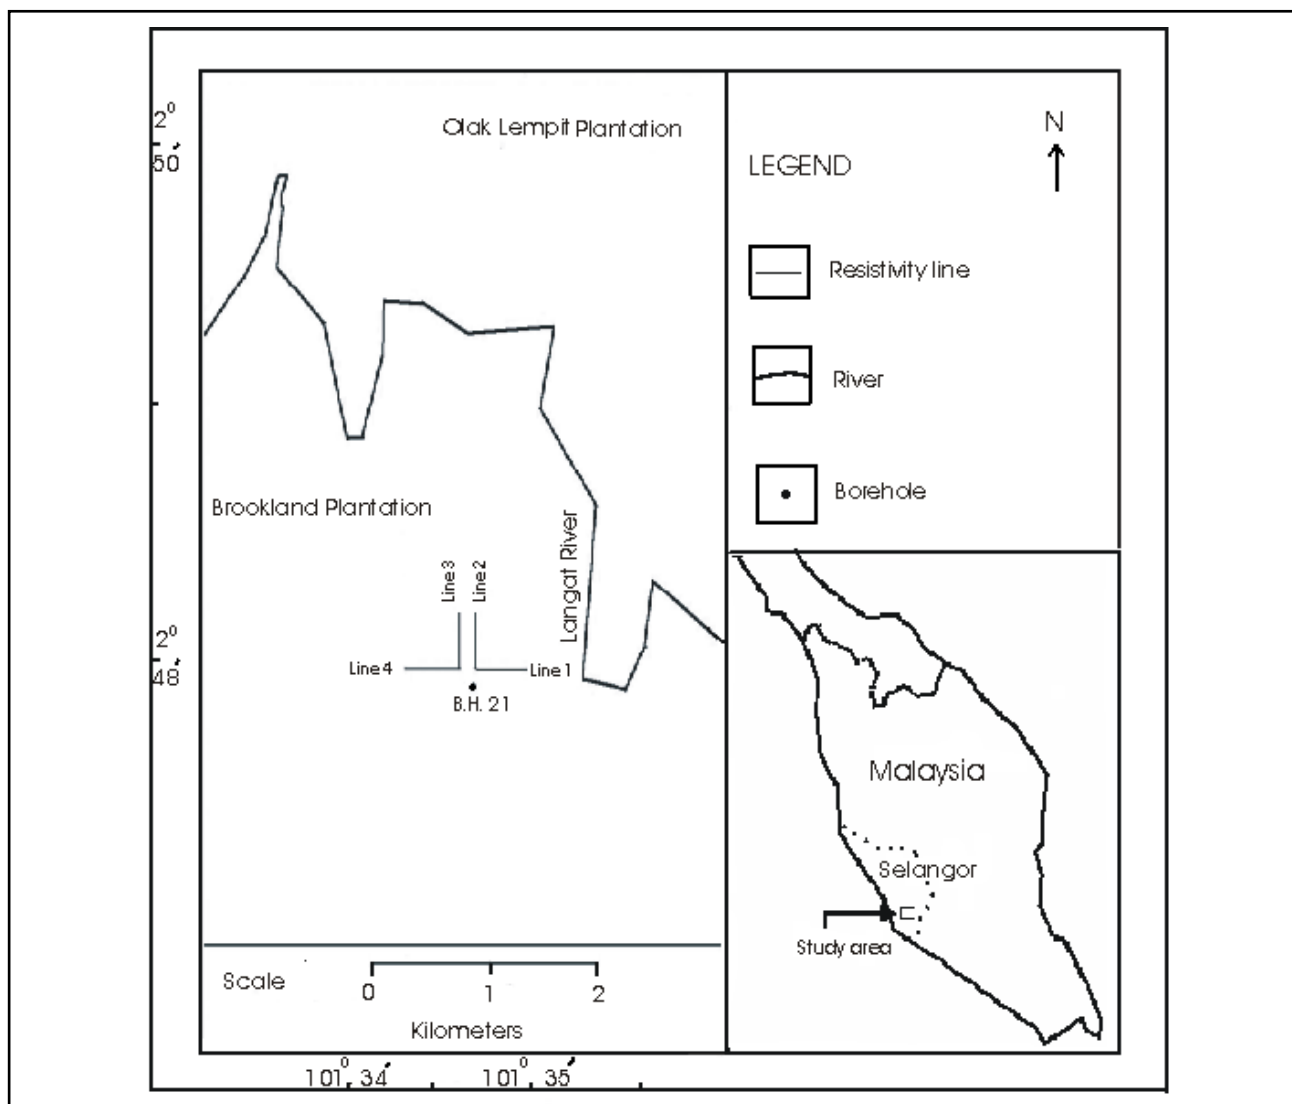 2°
50'
Olak Lempit Plantation
Brookland Plantation
Langat River
Line 3
Line 2
Line 4
Line 1
B.H. 21
2°
48'
Scale
0 1 2
Kilometers
101° 34' 101° 35'
N
LEGEND
Resistivity line
River
Borehole
Malaysia
Selangor
Study area